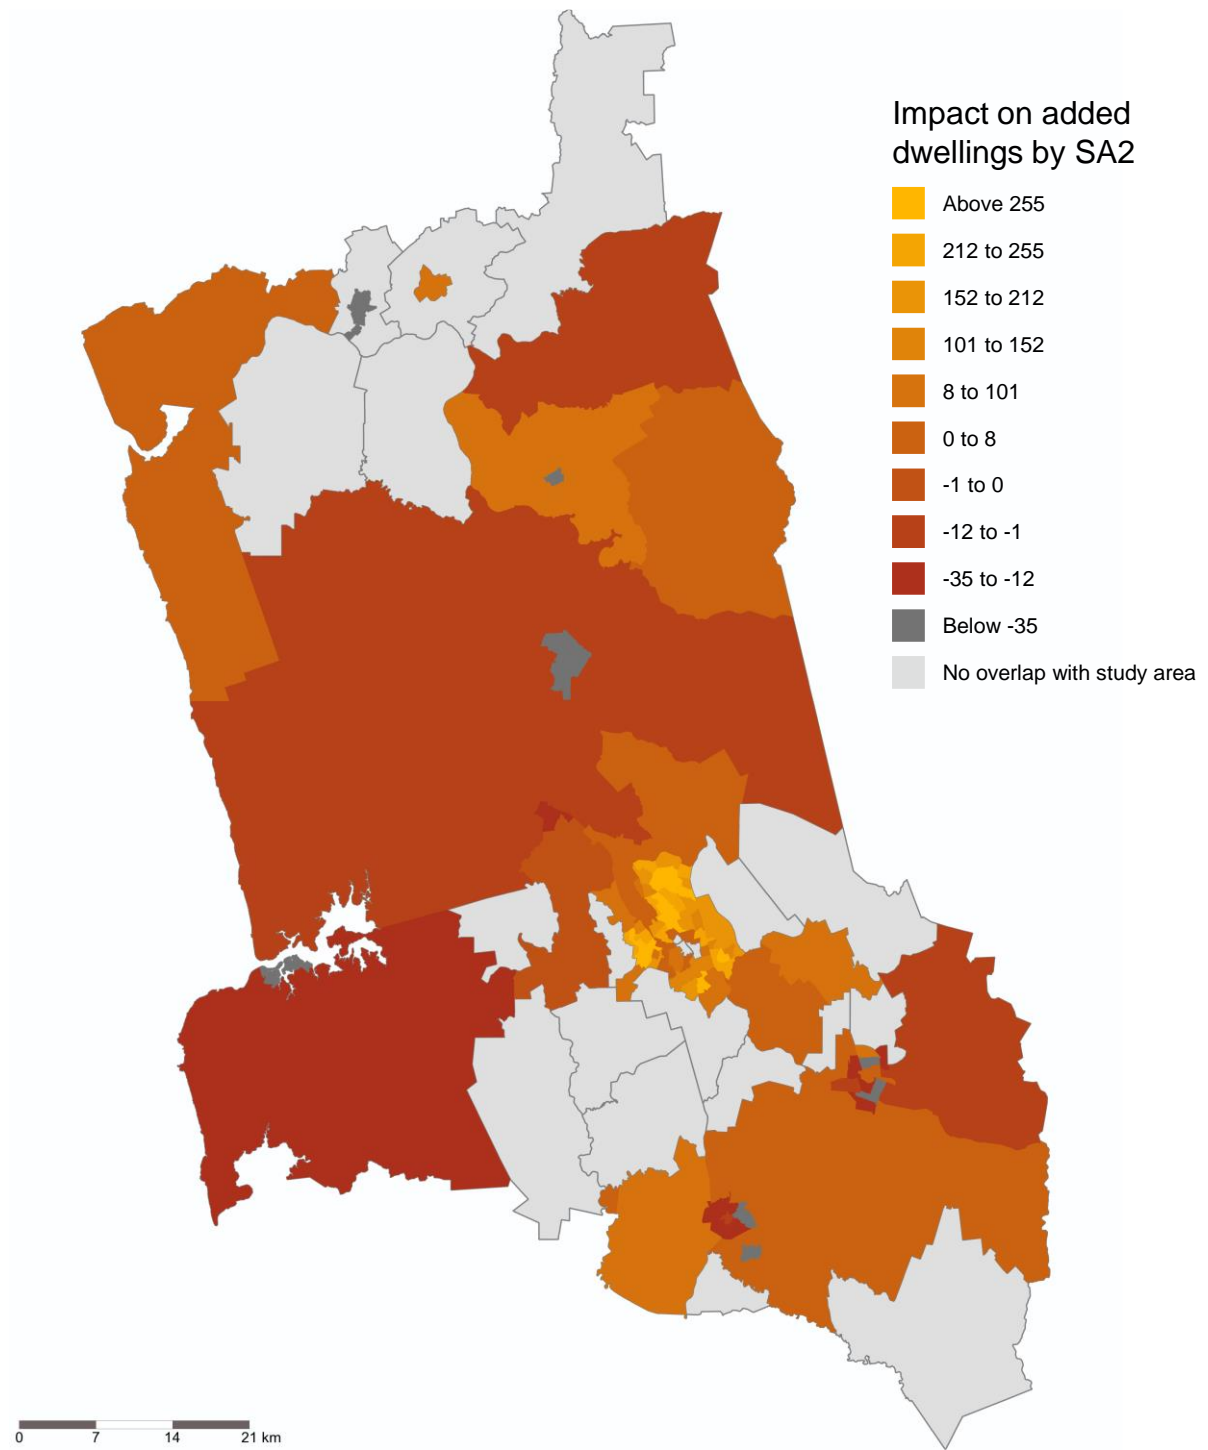 Impact on added
dwellings by SA2
Above 255
212 to 255
152 to 212
101 to 152
8 to 101
0 to 8
-1 to 0
-12 to -1
-35 to -12
Below -35
No overlap with study area
0 7 14 21 km